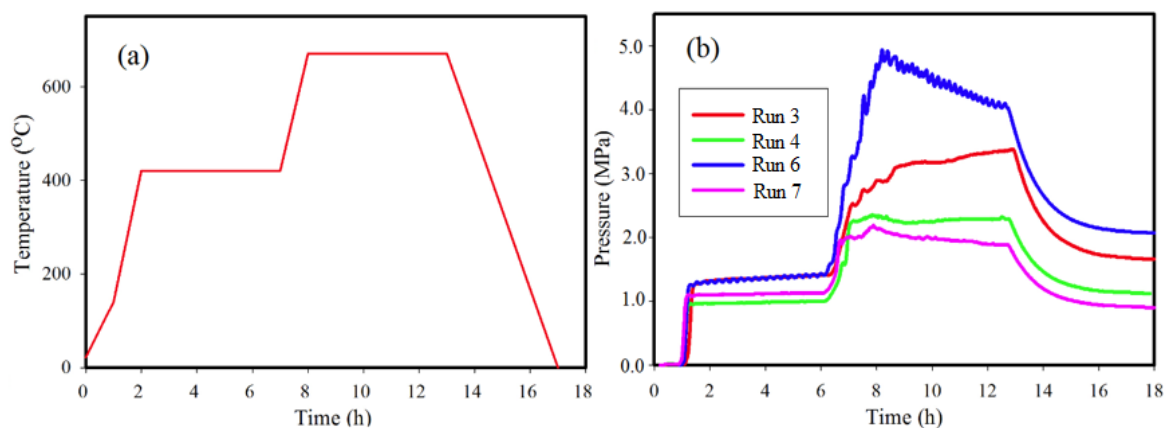 (a)
Temperature (°C)
600
400
200
0
0 2 4 6 8 10 12 14 16 18
Time (h)
(b)
Pressure (MPa)
5.0
4.0
3.0
2.0
1.0
0.0
Run 3
Run 4
Run 6
Run 7
0 2 4 6 8 10 12 14 16 18
Time (h)